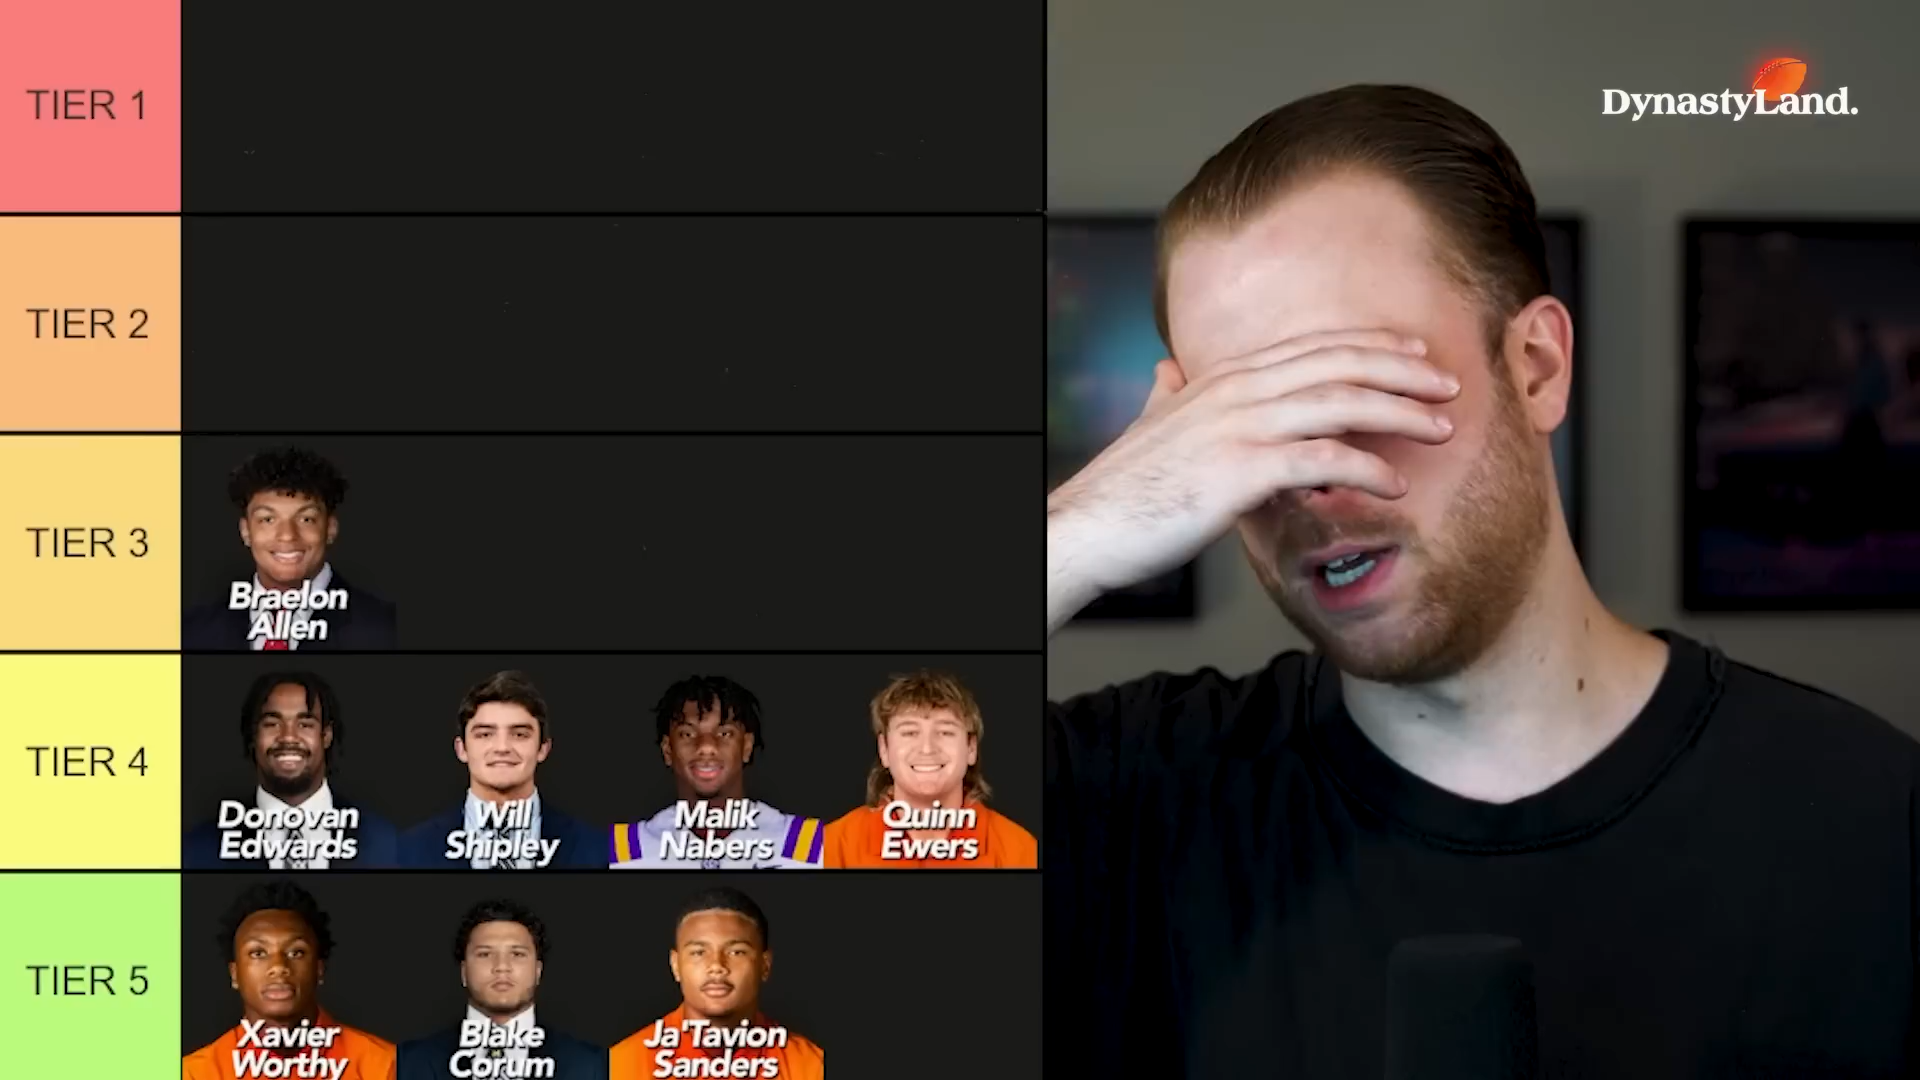 TIER 1
TIER 2
TIER 3
Braelon
Allen
TIER 4
Donovan
Edwards
Will
Shipley
Malik
Nabers
Quinn
Ewers
TIER 5
Xavier
Worthy
Blake
Corum
Ja'Tavion
Sanders
DynastyLand.